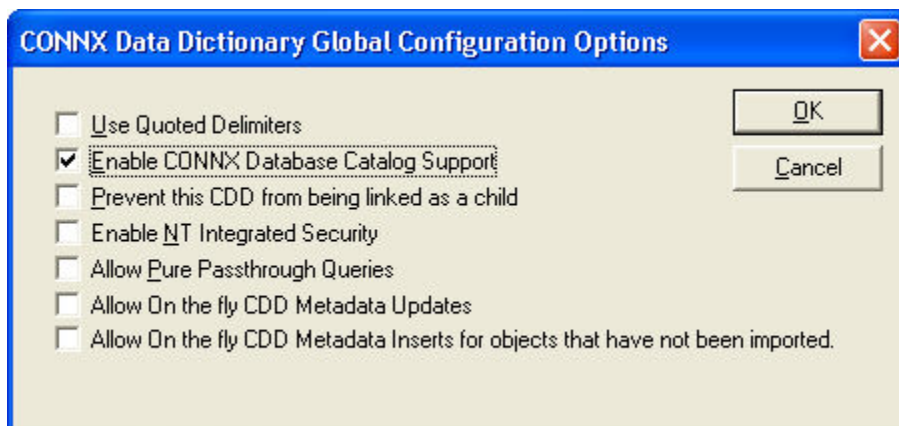 CONNX Data Dictionary Global Configuration Options
Use Quoted Delimiters
Enable CONNX Database Catalog Support
Prevent this CDD from being linked as a child
Enable NT Integrated Security
Allow Pure Passthrough Queries
Allow On the fly CDD Metadata Updates
Allow On the fly CDD Metadata Inserts for objects that have not been imported.
OK
Cancel